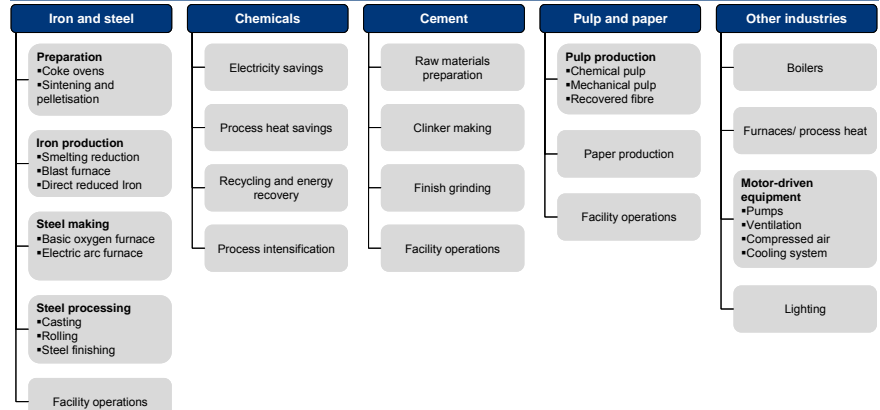 Iron and steel
Preparation
▪Coke ovens
▪Sintening and
pelletisation
Iron production
▪Smelting reduction
▪Blast furnace
▪Direct reduced Iron
Steel making
▪Basic oxygen furnace
▪Electric arc furnace
Steel processing
▪Casting
▪Rolling
▪Steel finishing
Facility operations
Chemicals
Electricity savings
Process heat savings
Recycling and energy
recovery
Process intensification
Cement
Raw materials
preparation
Clinker making
Finish grinding
Facility operations
Pulp and paper
Pulp production
▪Chemical pulp
▪Mechanical pulp
▪Recovered fibre
Paper production
Facility operations
Other industries
Boilers
Furnaces/ process heat
Motor-driven
equipment
▪Pumps
▪Ventilation
▪Compressed air
▪Cooling system
Lighting